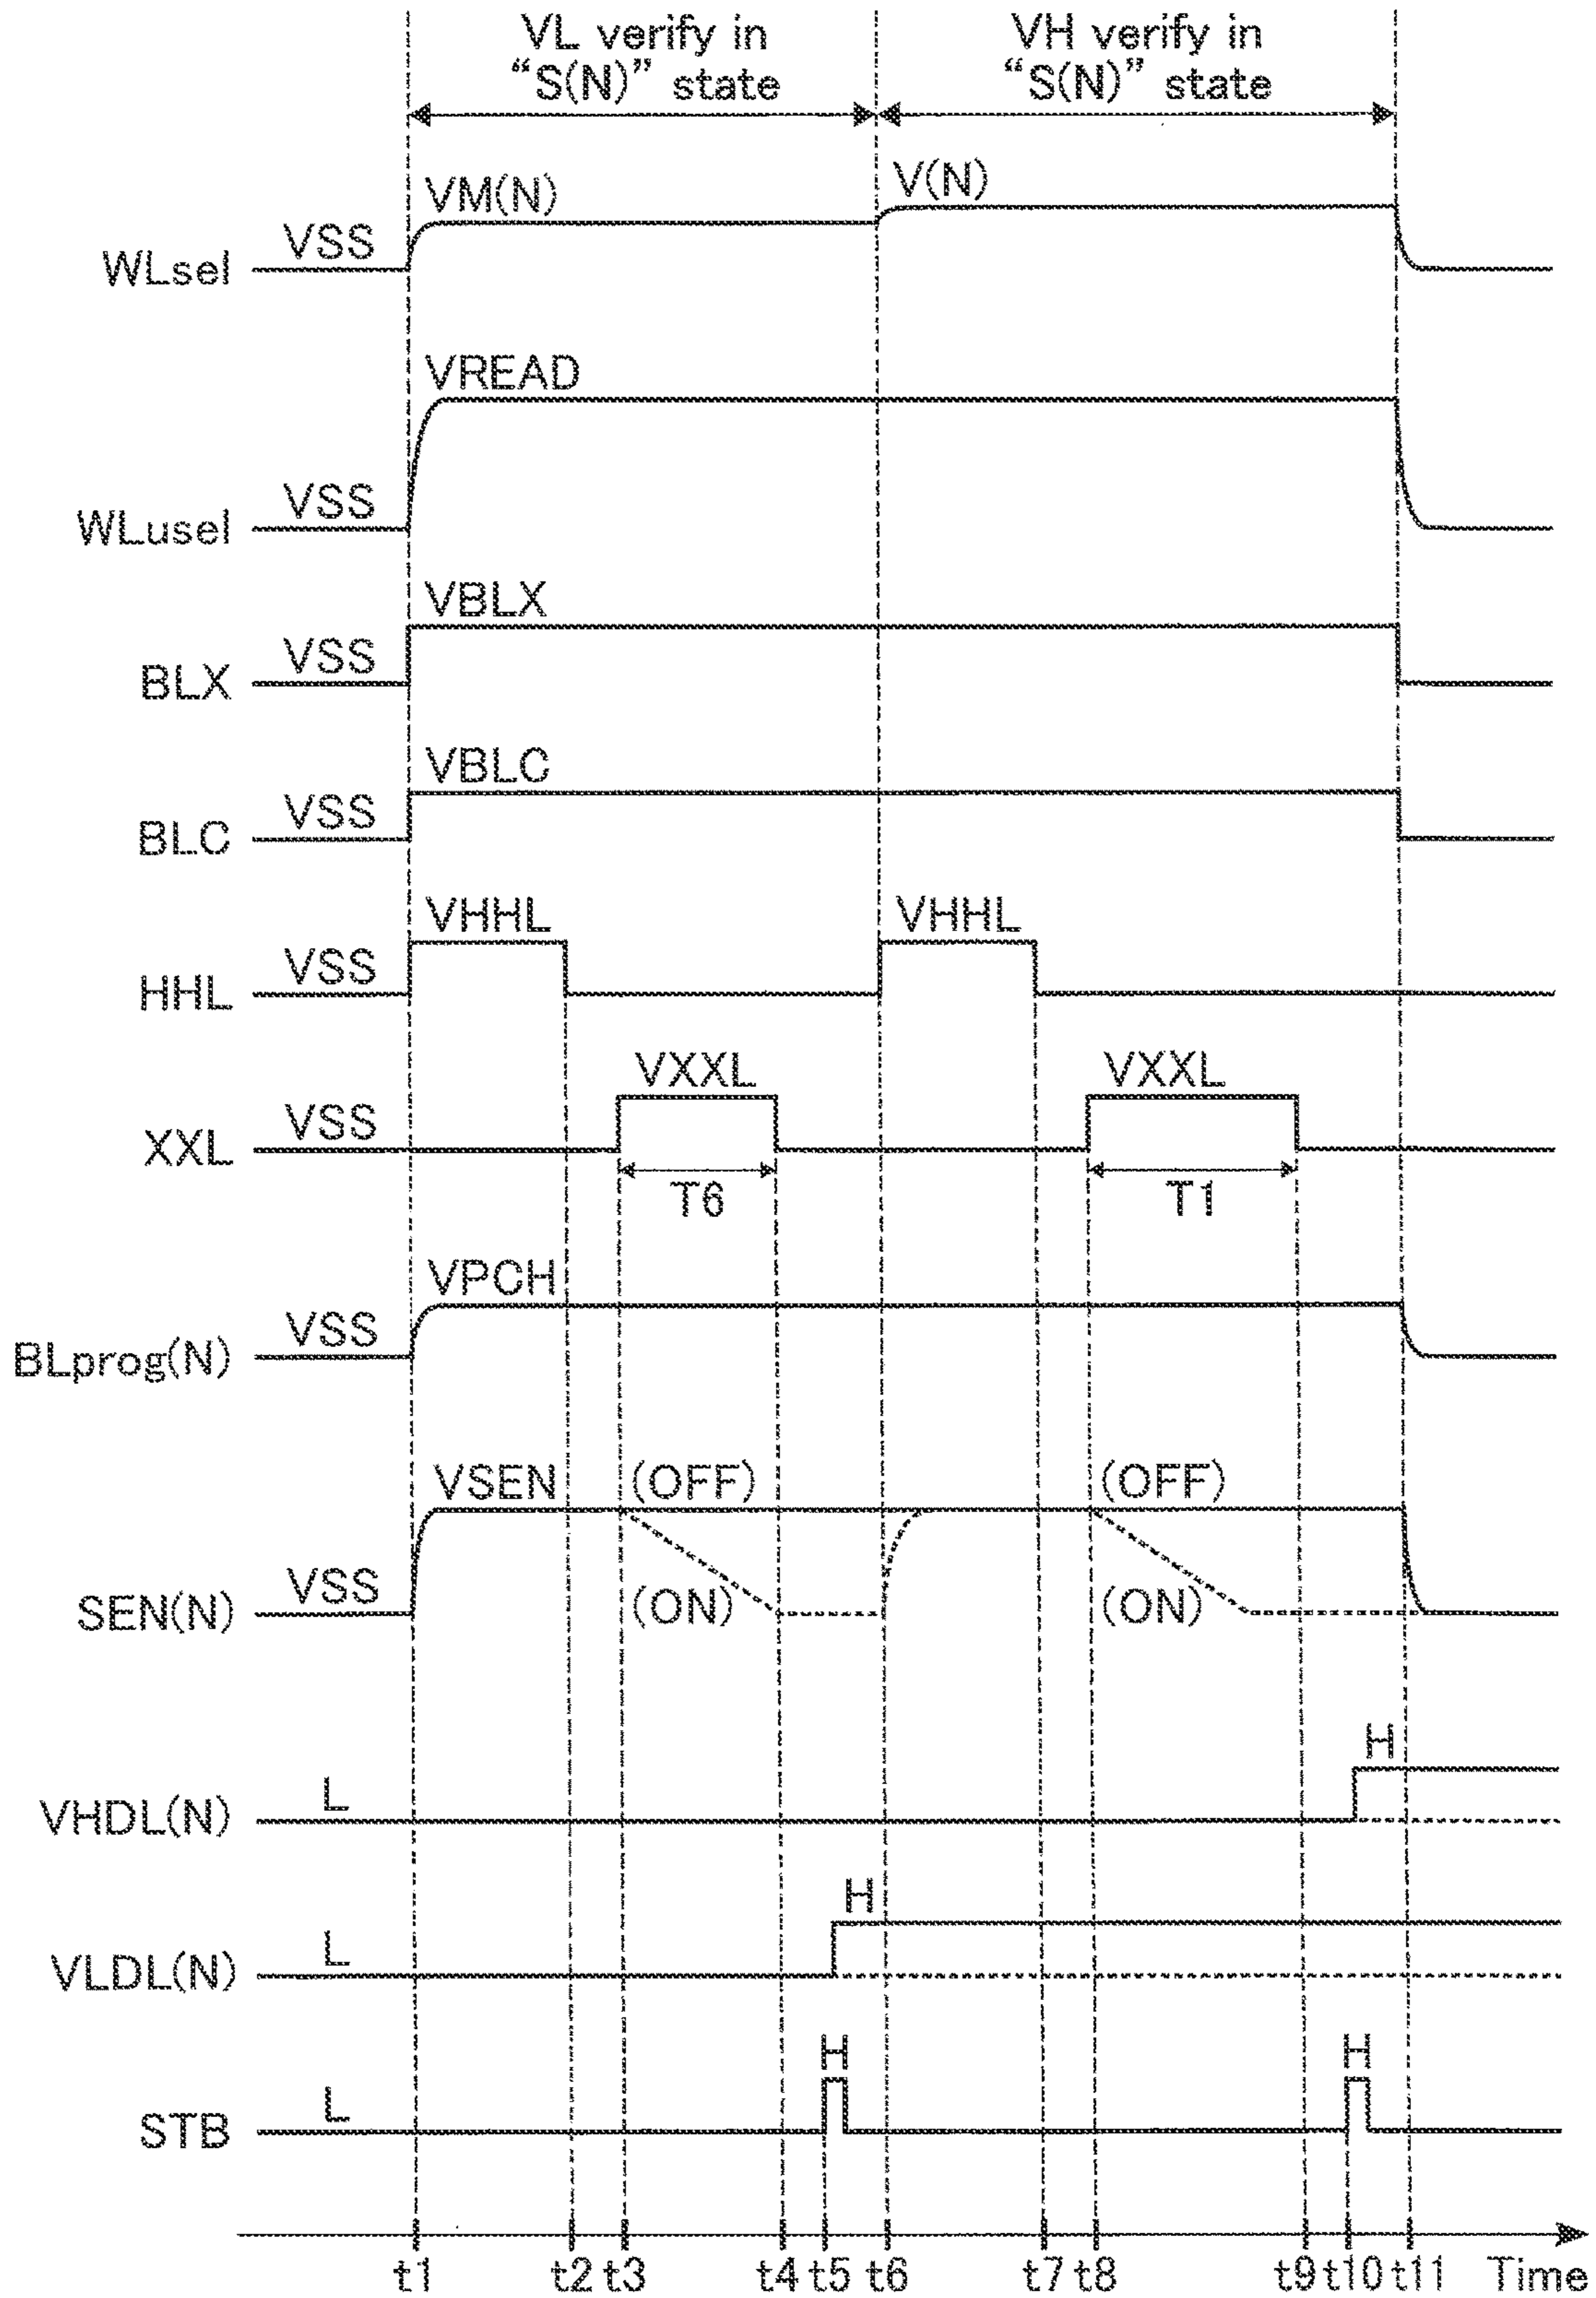 VL verify in
“S(N)” state
VH verify in
“S(N)” state
WLsel VSS VM(N) V(N)
WLusel VSS VREAD
BLX VSS VBLX
BLC VSS VBLC
HHL VSS VHHL VHHL
XXL VSS VXXL VXXL
T6 T1
BLprog(N) VSS VPCH
VSEN (OFF) (OFF)
SEN(N) VSS (ON) (ON)
VHDL(N) L H
VLDL(N) L H
STB L H H
t1 t2 t3 t4 t5 t6 t7 t8 t9 t10 t11 Time